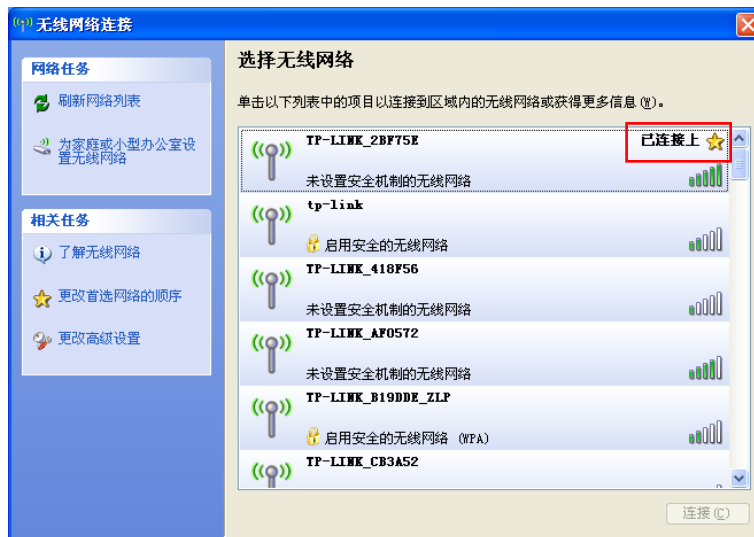 无线网络连接
网络任务
刷新网络列表
为家庭或小型办公室设
置无线网络
相关任务
了解无线网络
更改首选网络的顺序
更改高级设置
选择无线网络
单击以下列表中的项目以连接到区域内的无线网络或获得更多信息(W)。
TP-LINK_2BF75E 已连接上
未设置安全机制的无线网络
tp-link
启用安全的无线网络
TP-LINK_418F56
未设置安全机制的无线网络
TP-LINK_AF0572
未设置安全机制的无线网络
TP-LINK_B19DDE_ZLP
启用安全的无线网络 (WPA)
TP-LINK_CB3A52
连接(C)